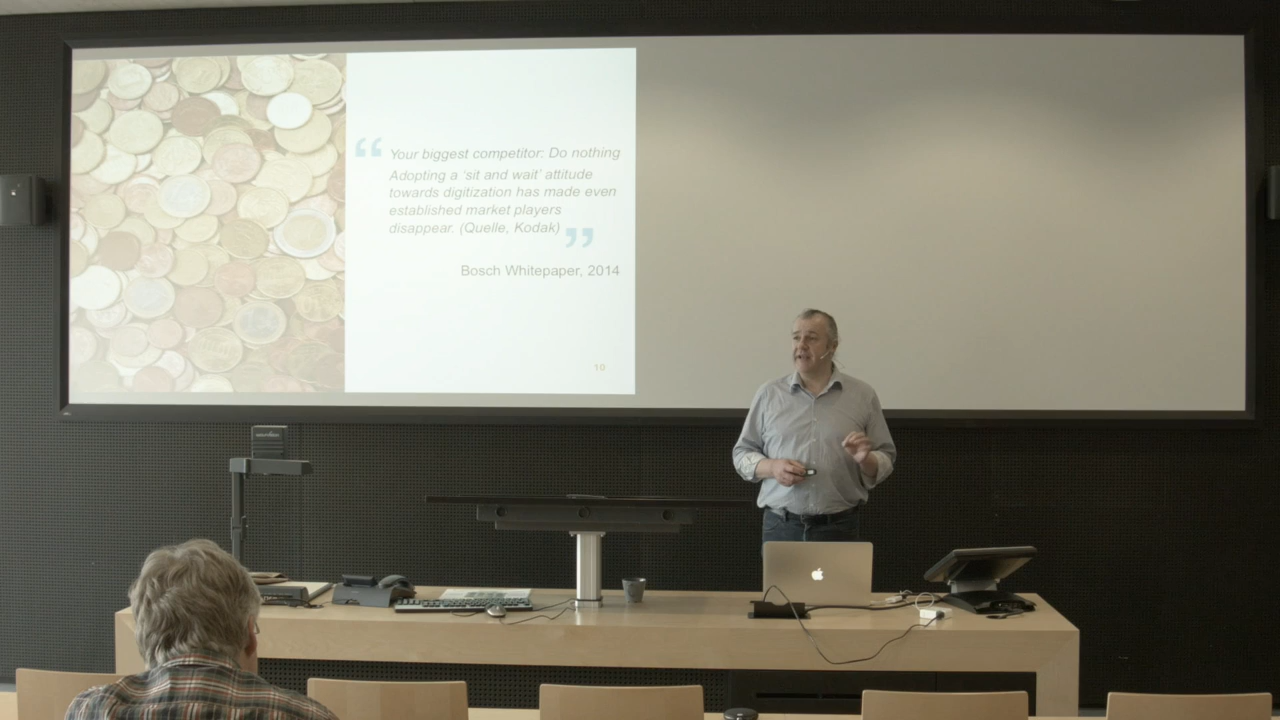 “
Your biggest competitor: Do nothing
Adopting a ‘sit and wait’ attitude
towards digitization has made even
established market players
disappear. (Quelle, Kodak)
”
Bosch Whitepaper, 2014
10